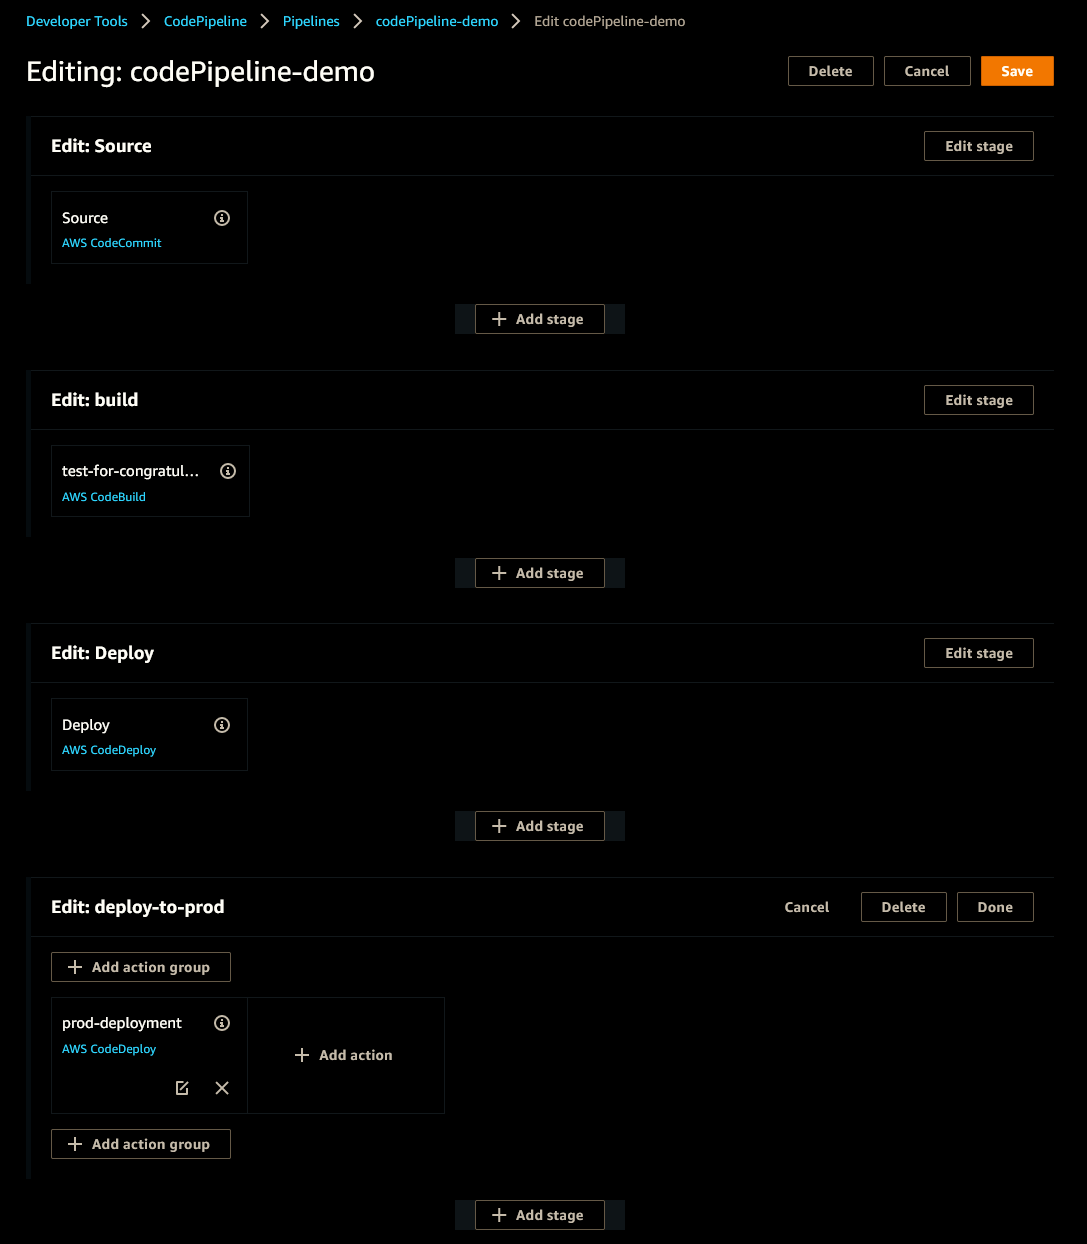 Developer Tools > CodePipeline > Pipelines > codePipeline-demo > Edit codePipeline-demo
Editing: codePipeline-demo
Delete
Cancel
Save
Edit: Source
Edit stage
Source
AWS CodeCommit
+ Add stage
Edit: build
Edit stage
test-for-congratul...
AWS CodeBuild
+ Add stage
Edit: Deploy
Edit stage
Deploy
AWS CodeDeploy
+ Add stage
Edit: deploy-to-prod
Cancel
Delete
Done
+ Add action group
prod-deployment
AWS CodeDeploy
+ Add action
+ Add action group
+ Add stage